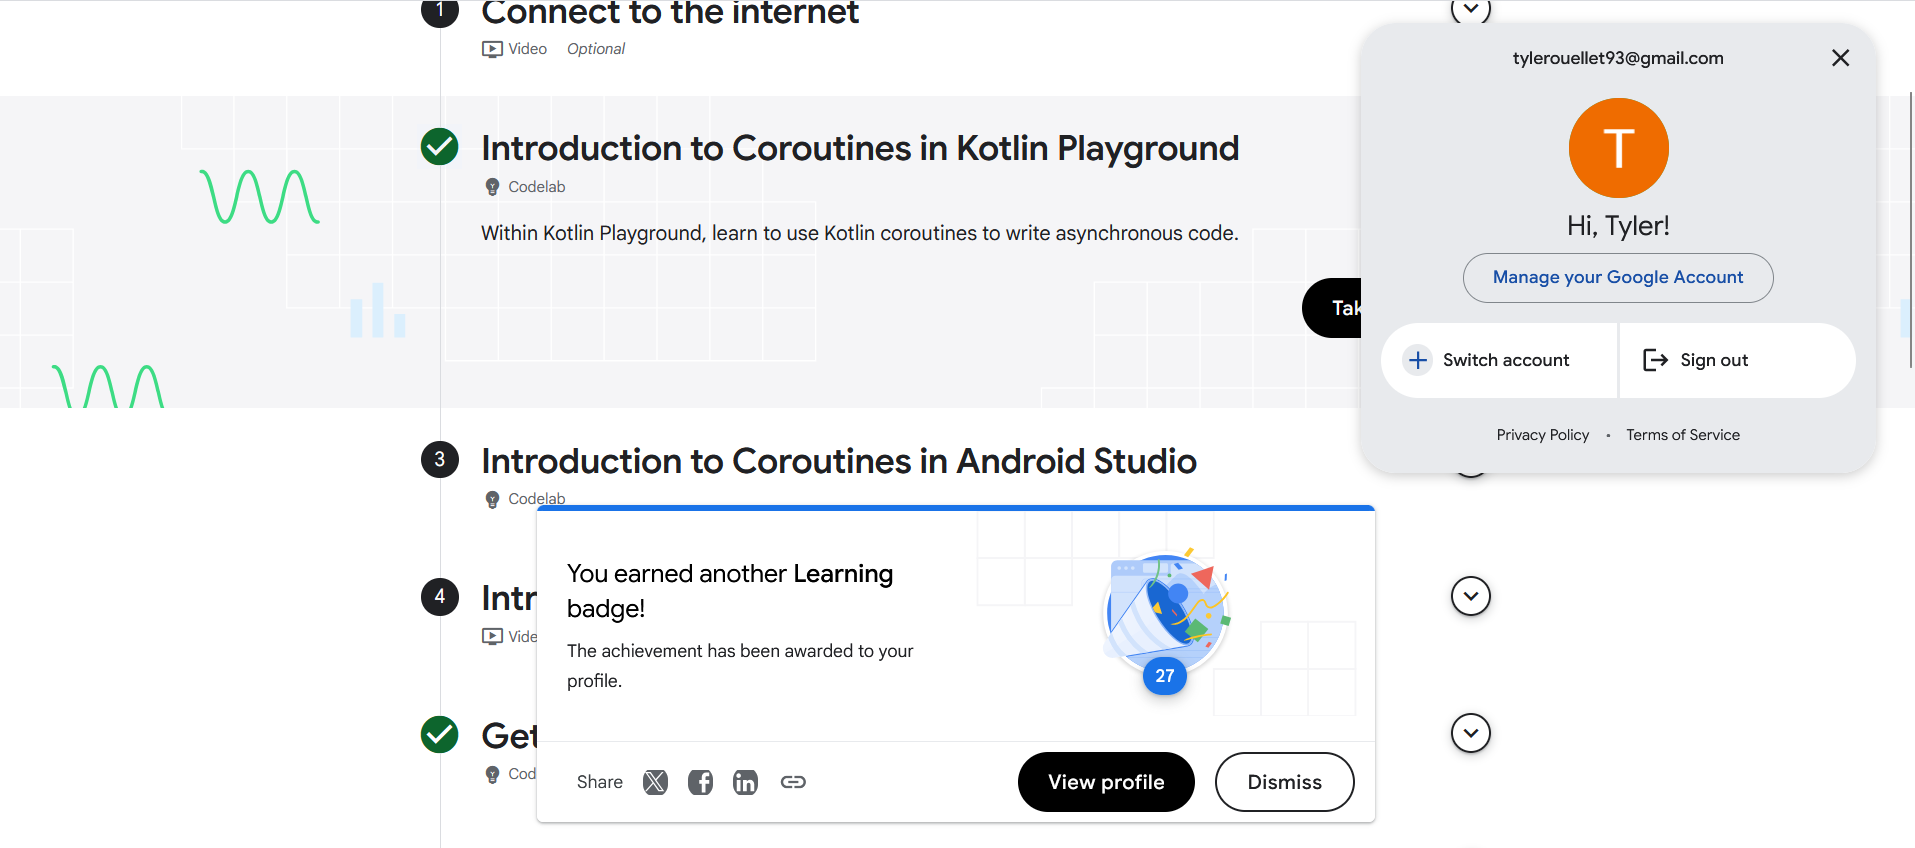 1
Connect to the internet
Video Optional
Introduction to Coroutines in Kotlin Playground
Codelab
Within Kotlin Playground, learn to use Kotlin coroutines to write asynchronous code.
Tak
3
Introduction to Coroutines in Android Studio
Codelab
4
Intr
Vide
Get
Cod
tylerouellet93@gmail.com
T
Hi, Tyler!
Manage your Google Account
Switch account
Sign out
Privacy Policy • Terms of Service
You earned another Learning
badge!
The achievement has been awarded to your
profile.
27
Share
View profile
Dismiss